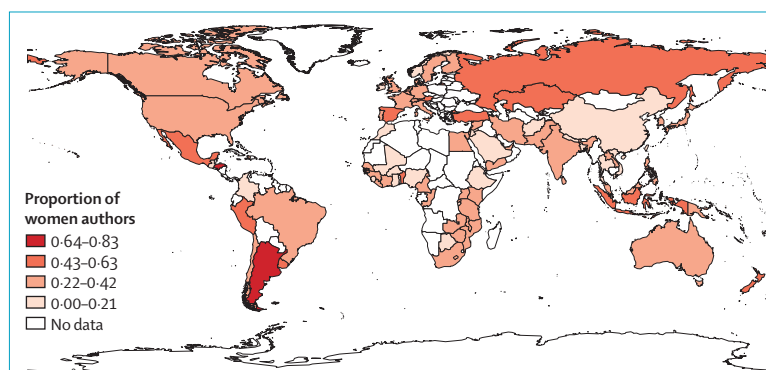 Proportion of
women authors
0·64–0·83
0·43–0·63
0·22–0·42
0·00–0·21
No data